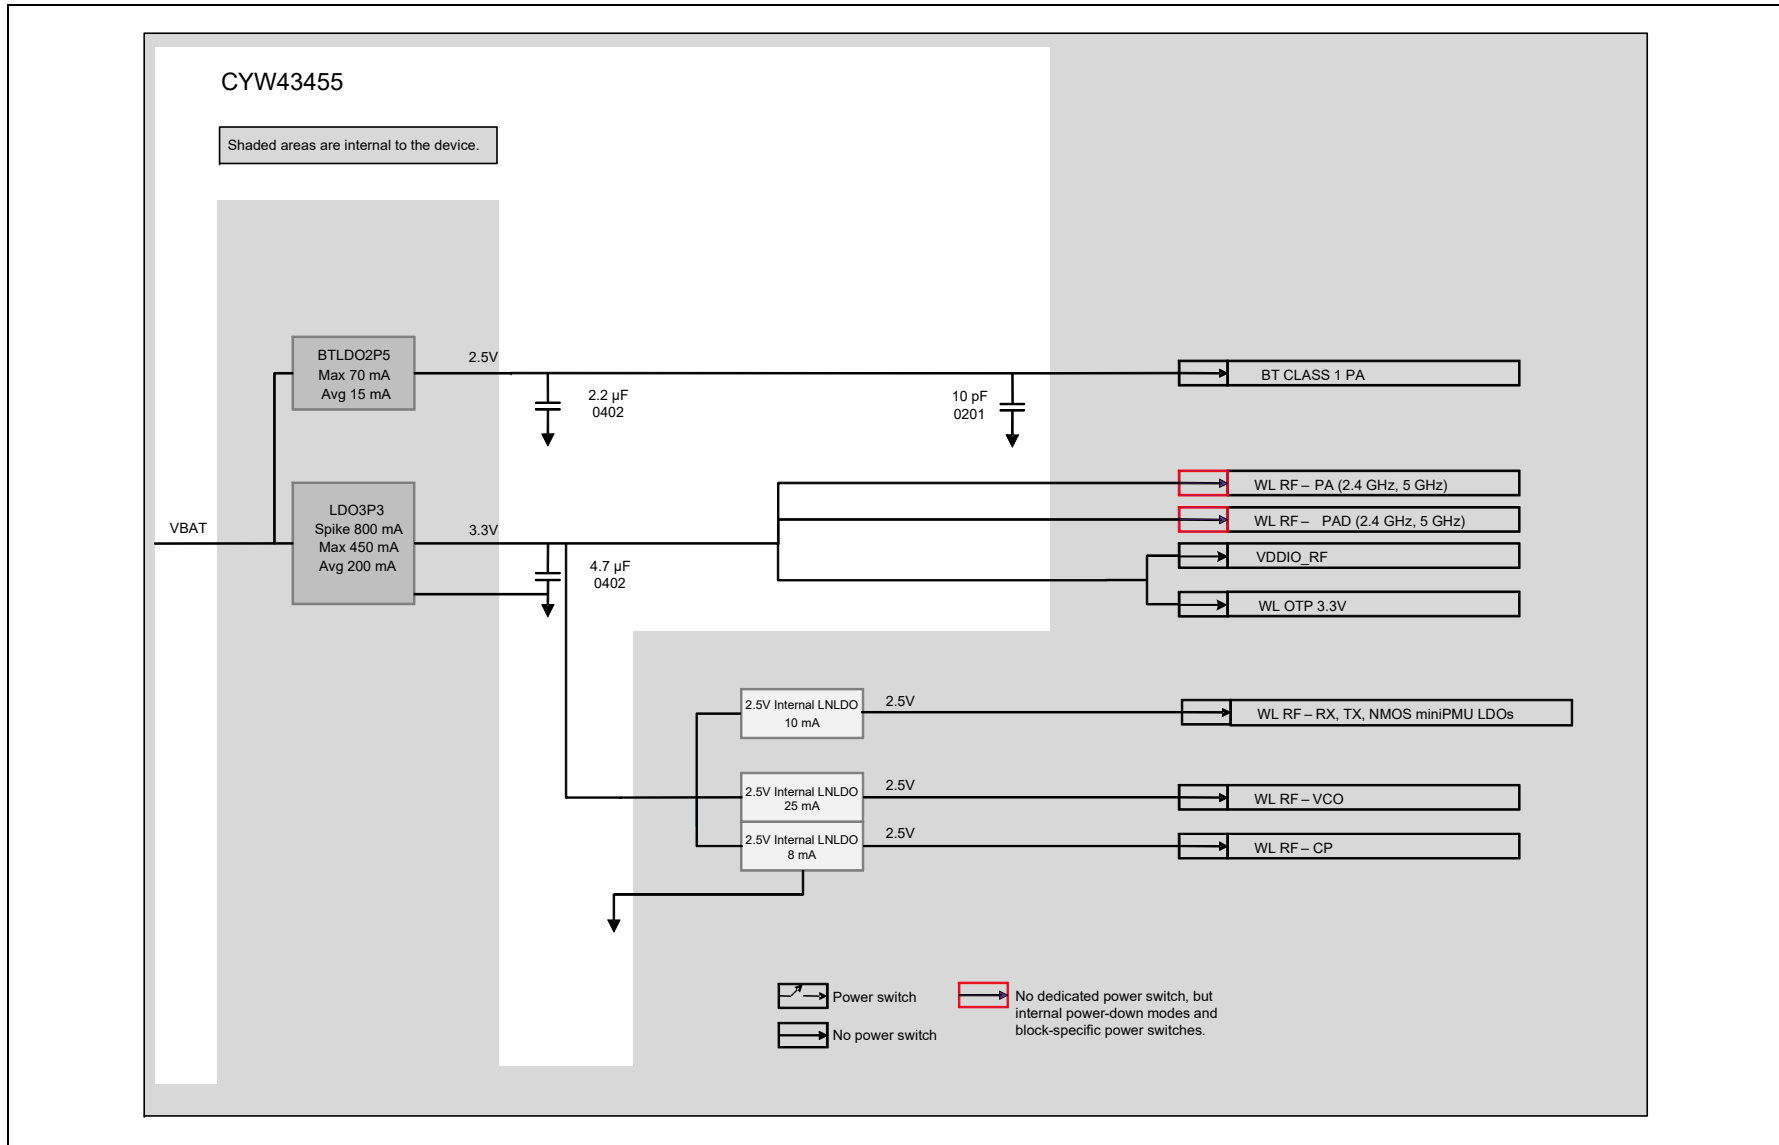 CYW43455
Shaded areas are internal to the device.
BTLDO2P5
Max 70 mA
Avg 15 mA
2.5V
2.2 µF
0402
10 pF
0201
BT CLASS 1 PA
VBAT
LDO3P3
Spike 800 mA
Max 450 mA
Avg 200 mA
3.3V
4.7 µF
0402
WL RF – PA (2.4 GHz, 5 GHz)
WL RF – PAD (2.4 GHz, 5 GHz)
VDDIO_RF
WL OTP 3.3V
2.5V Internal LNLDO
10 mA
2.5V
WL RF – RX, TX, NMOS miniPMU LDOs
2.5V Internal LNLDO
25 mA
2.5V
WL RF – VCO
2.5V Internal LNLDO
8 mA
2.5V
WL RF – CP
Power switch
No power switch
No dedicated power switch, but
internal power-down modes and
block-specific power switches.